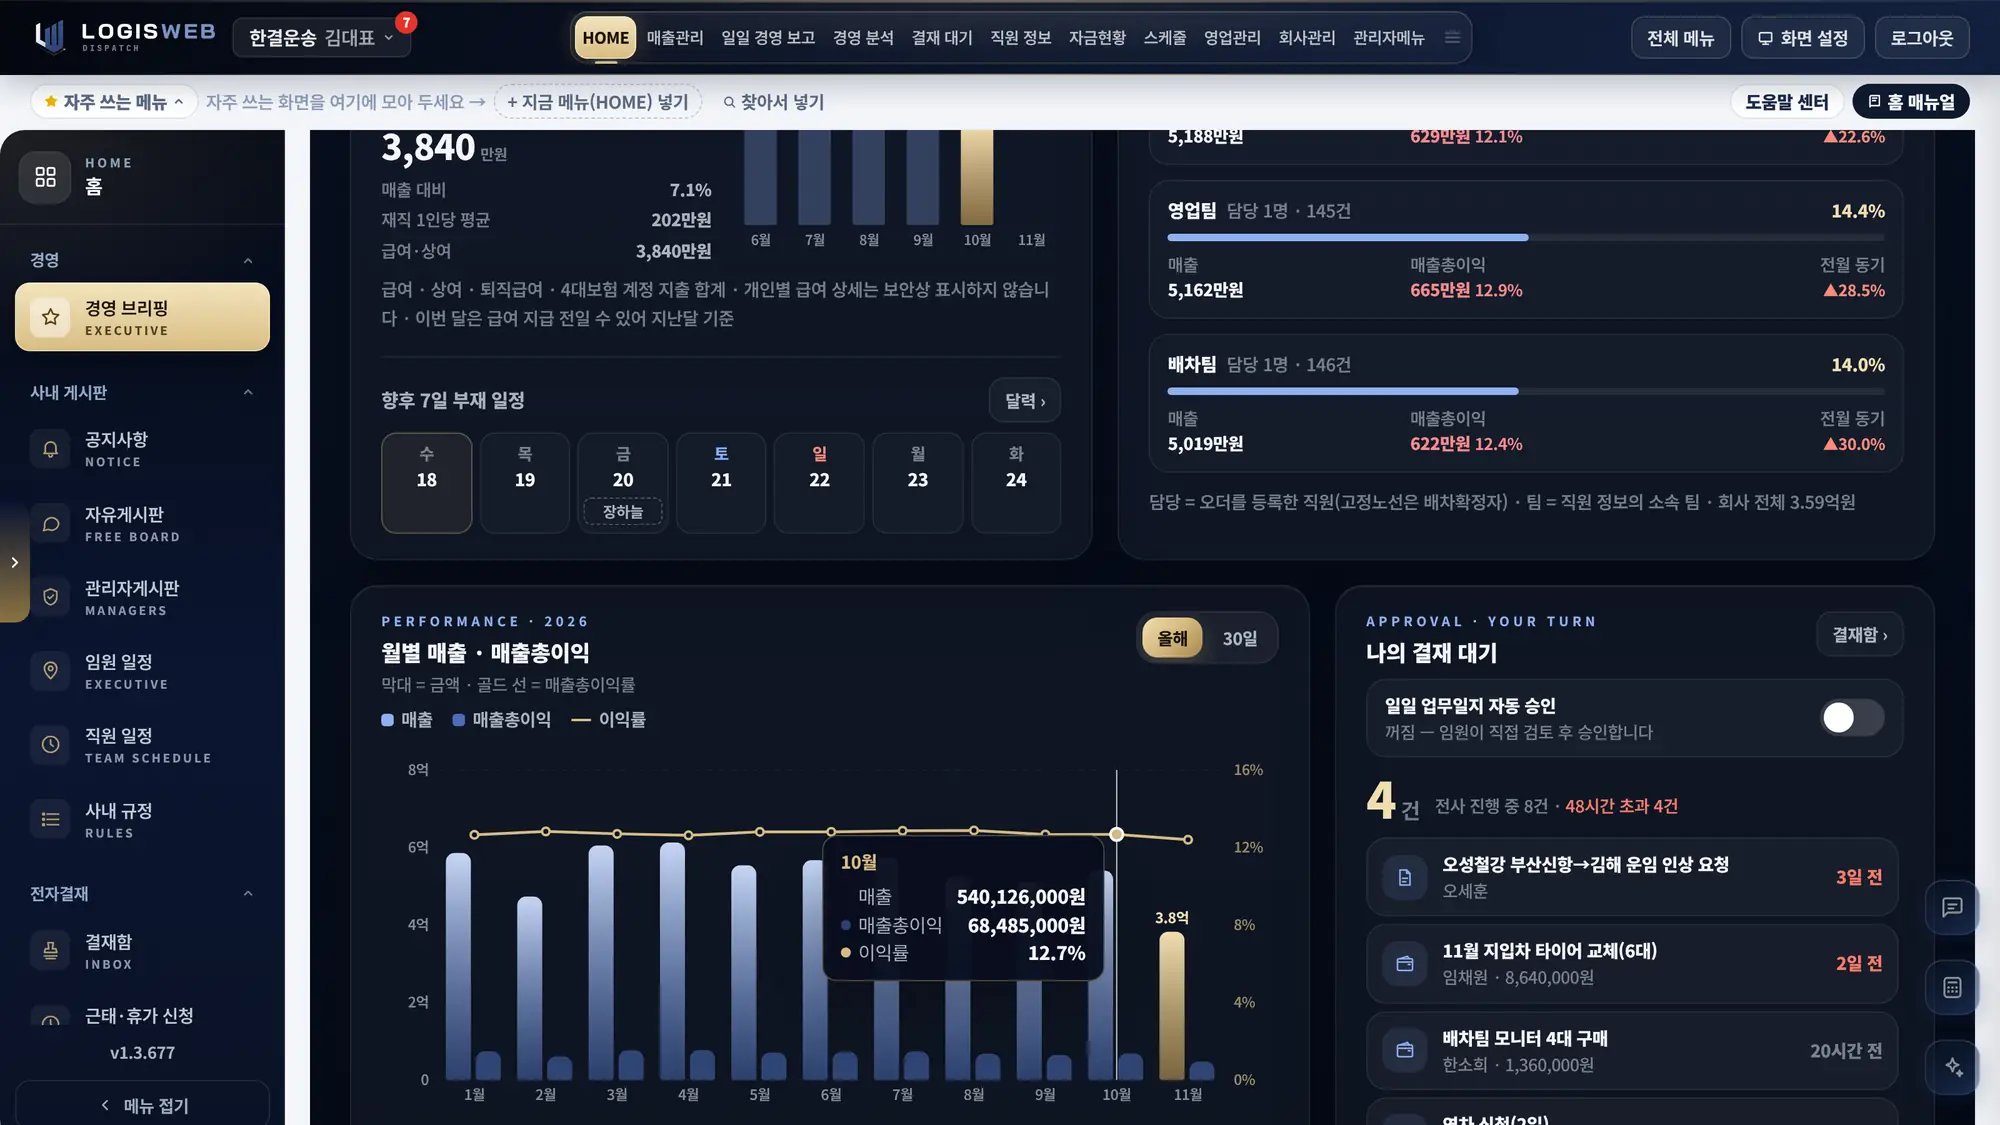 LOGISWEB
DISPATCH
한결운송 김대표
7
HOME
매출관리
일일 경영 보고
경영 분석
결재 대기
직원 정보
자금현황
스케줄
영업관리
회사관리
관리자메뉴
전체 메뉴
화면 설정
로그아웃
자주 쓰는 메뉴
자주 쓰는 화면을 여기에 모아 두세요 →
+ 지금 메뉴(HOME) 넣기
찾아서 넣기
도움말 센터
홈 매뉴얼
HOME
홈
경영
경영 브리핑
EXECUTIVE
사내 게시판
공지사항
NOTICE
자유게시판
FREE BOARD
관리자게시판
MANAGERS
임원 일정
EXECUTIVE
직원 일정
TEAM SCHEDULE
사내 규정
RULES
전자결재
결재함
INBOX
근태·휴가 신청
v1.3.677
메뉴 접기
3,840 만원
매출 대비 7.1%
재직 1인당 평균 202만원
급여·상여 3,840만원
6월 7월 8월 9월 10월 11월
급여 · 상여 · 퇴직급여 · 4대보험 계정 지출 합계 · 개인별 급여 상세는 보안상 표시하지 않습니
다 · 이번 달은 급여 지급 전일 수 있어 지난달 기준
향후 7일 부재 일정
달력 ›
수 목 금 토 일 월 화
18 19 20 21 22 23 24
장하늘
5,188만원 629만원 12.1% ▲22.6%
영업팀 담당 1명 · 145건 14.4%
매출 매출총이익 전월 동기
5,162만원 665만원 12.9% ▲28.5%
배차팀 담당 1명 · 146건 14.0%
매출 매출총이익 전월 동기
5,019만원 622만원 12.4% ▲30.0%
담당 = 오더를 등록한 직원(고정노선은 배차확정자) · 팀 = 직원 정보의 소속 팀 · 회사 전체 3.59억원
PERFORMANCE · 2026
월별 매출 · 매출총이익
막대 = 금액 · 골드 선 = 매출총이익률
올해 30일
매출 매출총이익 이익률
8억 16%
6억 12%
4억 8%
2억 4%
0 0%
3.8억
10월
매출 540,126,000원
매출총이익 68,485,000원
이익률 12.7%
1월 2월 3월 4월 5월 6월 7월 8월 9월 10월 11월
APPROVAL · YOUR TURN
나의 결재 대기
결재함 ›
일일 업무일지 자동 승인
꺼짐 — 임원이 직접 검토 후 승인합니다
4건 전사 진행 중 8건 · 48시간 초과 4건
오성철강 부산신항→김해 운임 인상 요청
오세훈
3일 전
11월 지입차 타이어 교체(6대)
임채원 · 8,640,000원
2일 전
배차팀 모니터 4대 구매
한소희 · 1,360,000원
20시간 전
연차 신청(2일)